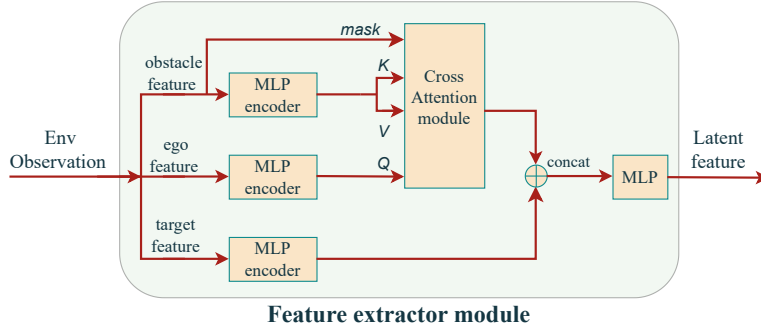 mask
obstacle
feature
MLP
encoder
K
V
Cross
Attention
module
Env
Observation
ego
feature
MLP
encoder
Q
concat
MLP
Latent
feature
target
feature
MLP
encoder
Feature extractor module